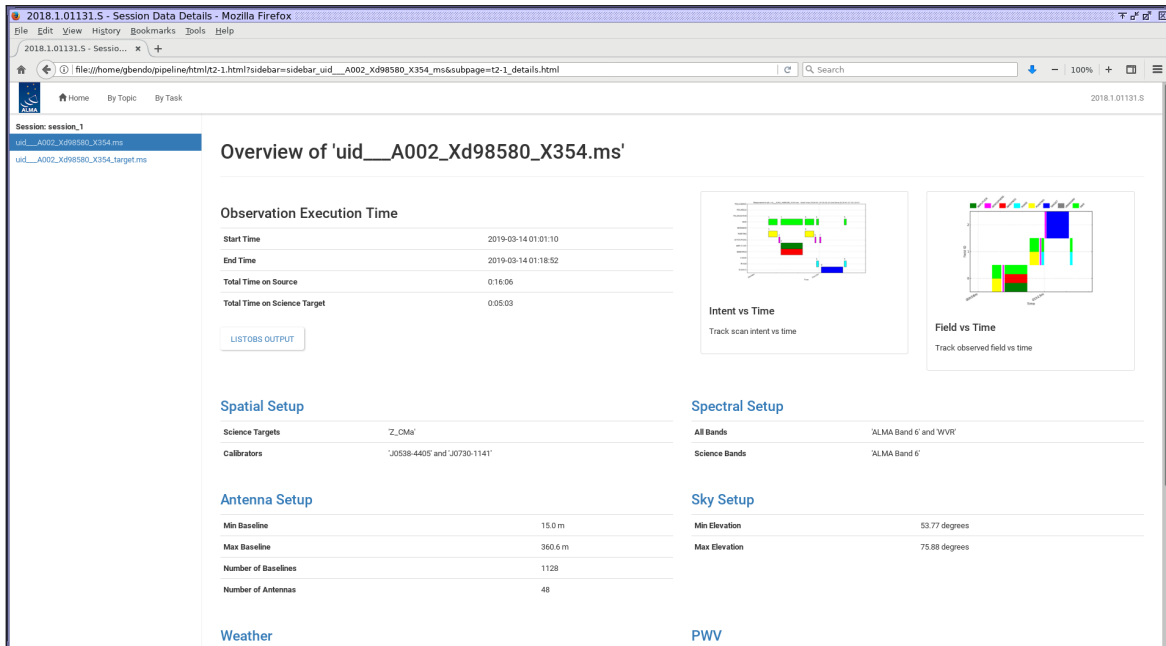 2018.1.01131.S - Session Data Details - Mozilla Firefox
File Edit View History Bookmarks Tools Help
2018.1.01131.S - Sessio... × +
file:///home/gbendo/pipeline/html/t2-1.html?sidebar=sidebar_uid___A002_Xd98580_X354_ms&subpage=t2-1_details.html
Search
100%
ALMA
Home By Topic By Task
2018.1.01131.S
Session: session_1
uid___A002_Xd98580_X354.ms
uid___A002_Xd98580_X354_target.ms
Overview of 'uid___A002_Xd98580_X354.ms'
Observation Execution Time
Start Time 2019-03-14 01:01:10
End Time 2019-03-14 01:18:52
Total Time on Source 0:16:06
Total Time on Science Target 0:05:03
LISTOBS OUTPUT
Intent vs Time
Track scan intent vs time
Field vs Time
Track observed field vs time
Spatial Setup
Science Targets 'Z_CMa'
Calibrators 'J0538-4405' and 'J0730-1141'
Spectral Setup
All Bands 'ALMA Band 6' and 'WVR'
Science Bands 'ALMA Band 6'
Antenna Setup
Min Baseline 15.0 m
Max Baseline 360.6 m
Number of Baselines 1128
Number of Antennas 48
Sky Setup
Min Elevation 53.77 degrees
Max Elevation 75.88 degrees
Weather
PWV